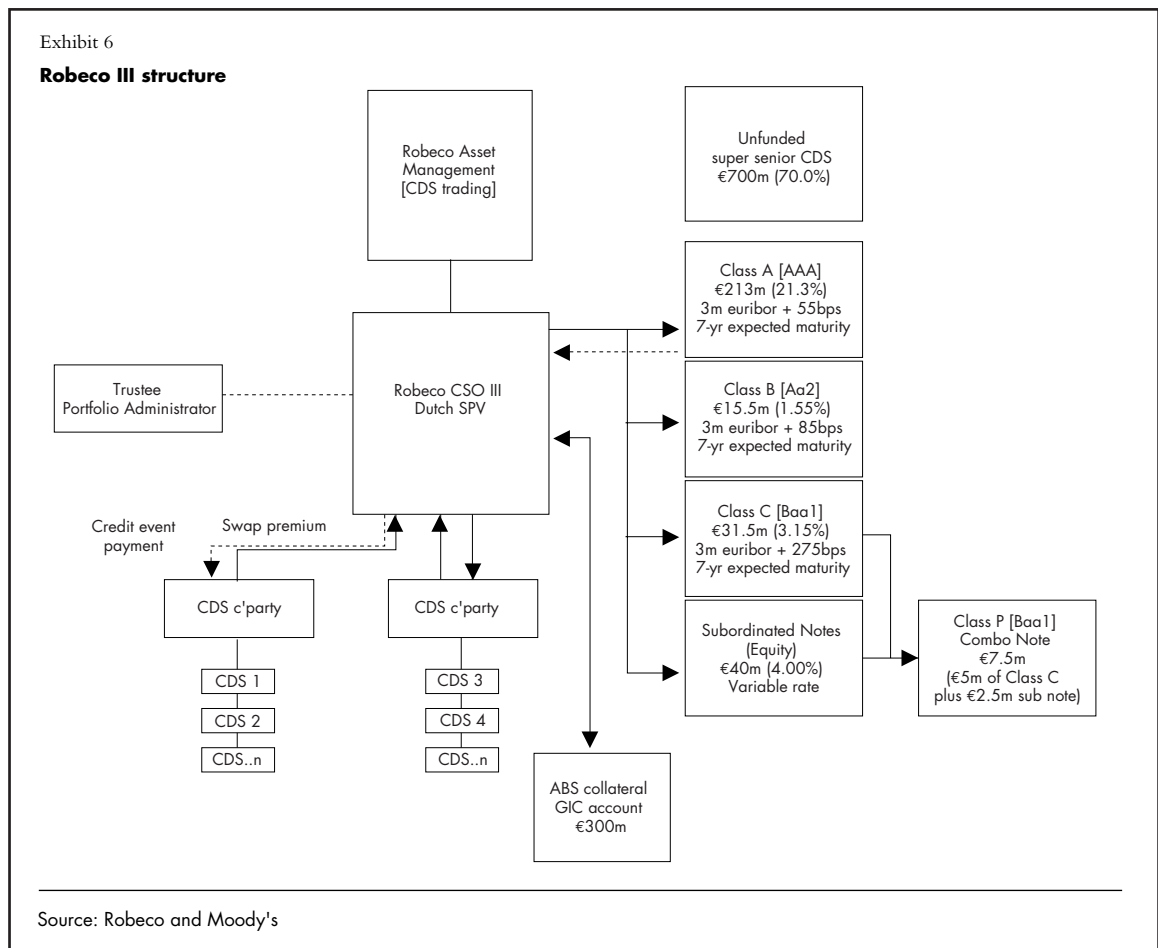 Exhibit 6
Robeco III structure
Robeco Asset
Management
[CDS trading]
Unfunded
super senior CDS
€700m (70.0%)
Class A [AAA]
€213m (21.3%)
3m euribor + 55bps
7-yr expected maturity
Trustee
Portfolio Administrator
Robeco CSO III
Dutch SPV
Class B [Aa2]
€15.5m (1.55%)
3m euribor + 85bps
7-yr expected maturity
Class C [Baa1]
€31.5m (3.15%)
3m euribor + 275bps
7-yr expected maturity
Credit event
payment
Swap premium
CDS c'party
CDS c'party
Subordinated Notes
(Equity)
€40m (4.00%)
Variable rate
Class P [Baa1]
Combo Note
€7.5m
(€5m of Class C
plus €2.5m sub note)
CDS 1
CDS 2
CDS..n
CDS 3
CDS 4
CDS..n
ABS collateral
GIC account
€300m
Source: Robeco and Moody's